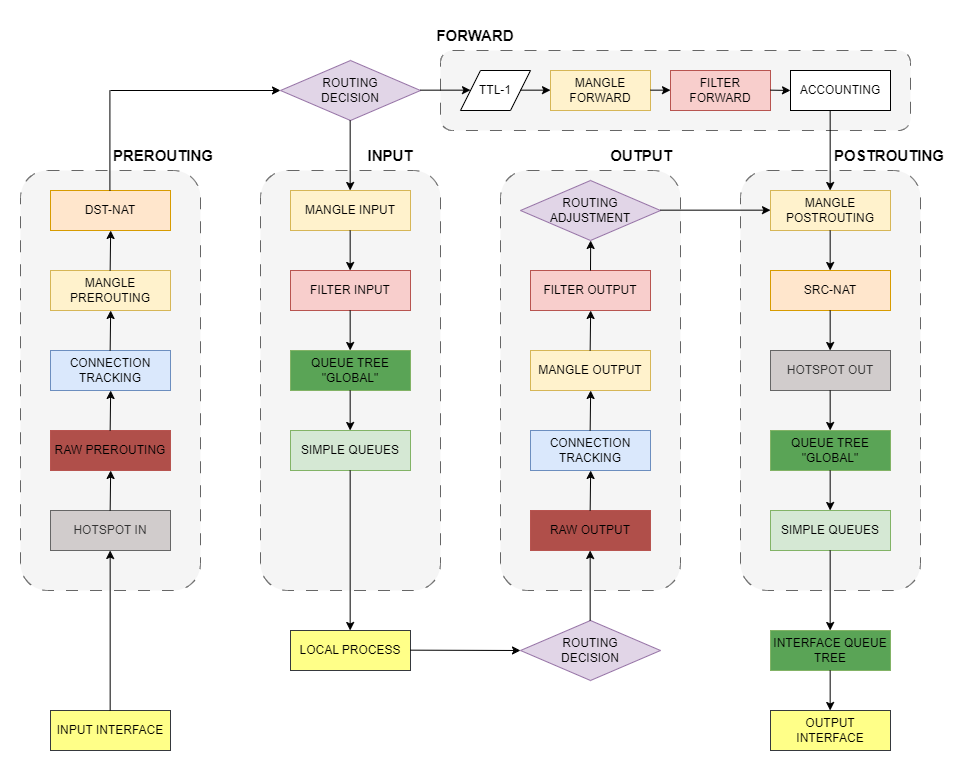 FORWARD
ROUTING
DECISION
TTL-1
MANGLE
FORWARD
FILTER
FORWARD
ACCOUNTING
PREROUTING
DST-NAT
MANGLE
PREROUTING
CONNECTION
TRACKING
RAW PREROUTING
HOTSPOT IN
INPUT INTERFACE
INPUT
MANGLE INPUT
FILTER INPUT
QUEUE TREE
"GLOBAL"
SIMPLE QUEUES
LOCAL PROCESS
OUTPUT
ROUTING
ADJUSTMENT
FILTER OUTPUT
MANGLE OUTPUT
CONNECTION
TRACKING
RAW OUTPUT
ROUTING
DECISION
POSTROUTING
MANGLE
POSTROUTING
SRC-NAT
HOTSPOT OUT
QUEUE TREE
"GLOBAL"
SIMPLE QUEUES
INTERFACE QUEUE
TREE
OUTPUT
INTERFACE